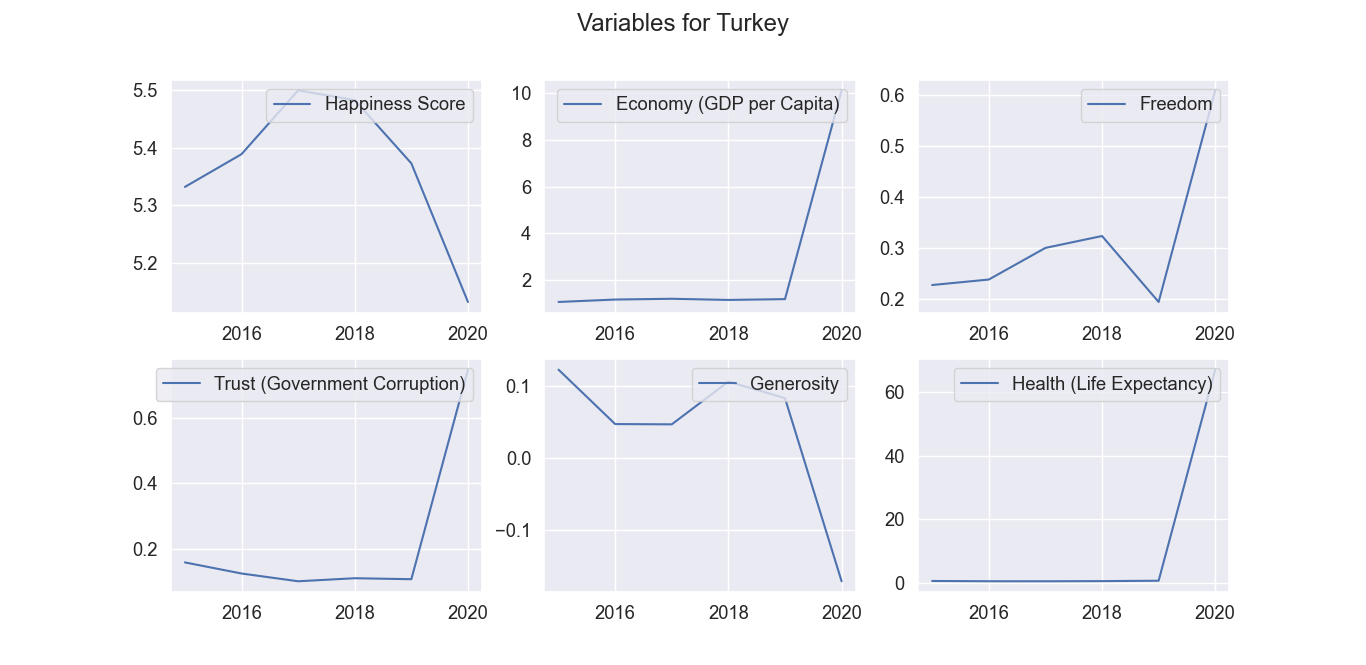 Variables for Turkey
Happiness Score
5.5
5.4
5.3
5.2
2016 2018 2020
Economy (GDP per Capita)
10
8
6
4
2
2016 2018 2020
Freedom
0.6
0.5
0.4
0.3
0.2
2016 2018 2020
Trust (Government Corruption)
0.6
0.4
0.2
2016 2018 2020
Generosity
0.1
0.0
−0.1
2016 2018 2020
Health (Life Expectancy)
60
40
20
0
2016 2018 2020